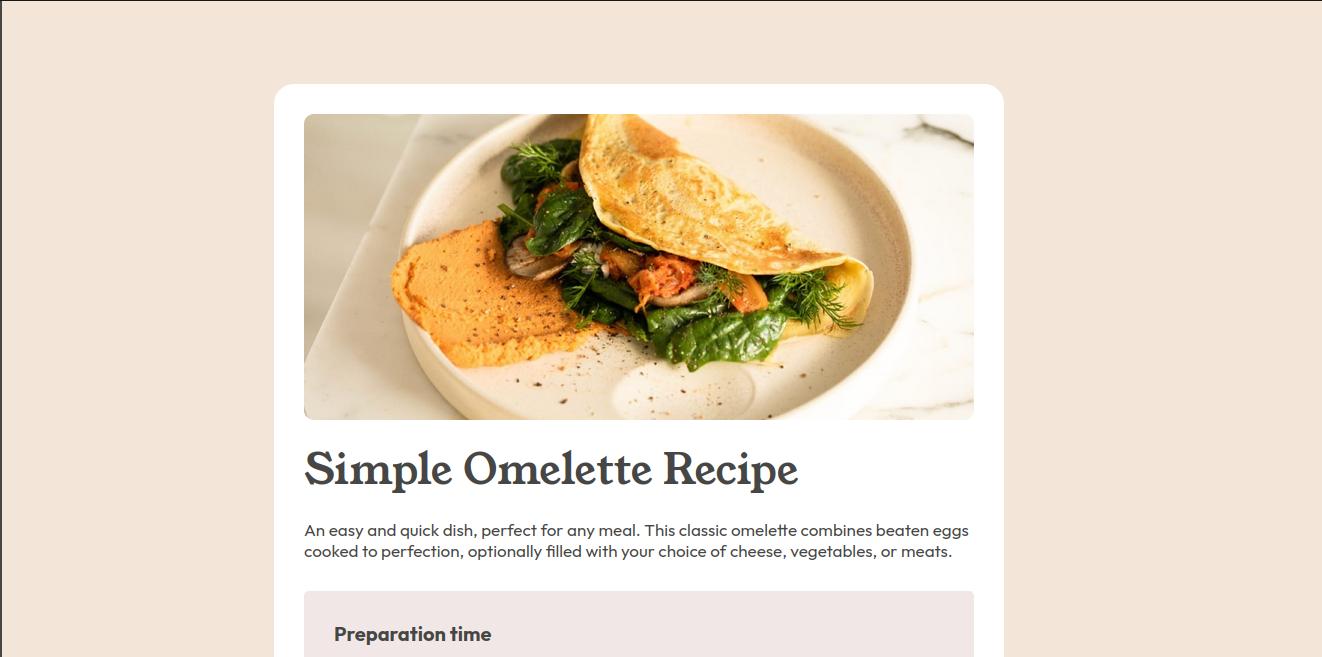 Simple Omelette Recipe
An easy and quick dish, perfect for any meal. This classic omelette combines beaten eggs
cooked to perfection, optionally filled with your choice of cheese, vegetables, or meats.
Preparation time